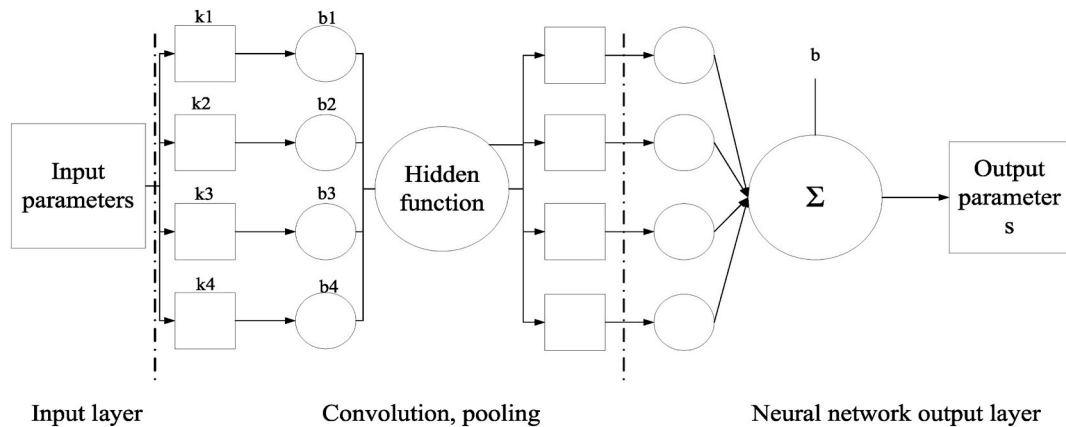 k1
b1
k2
b2
k3
b3
k4
b4
Input
parameters
Hidden
function
b
Σ
Output
parameter
s
Input layer
Convolution, pooling
Neural network output layer